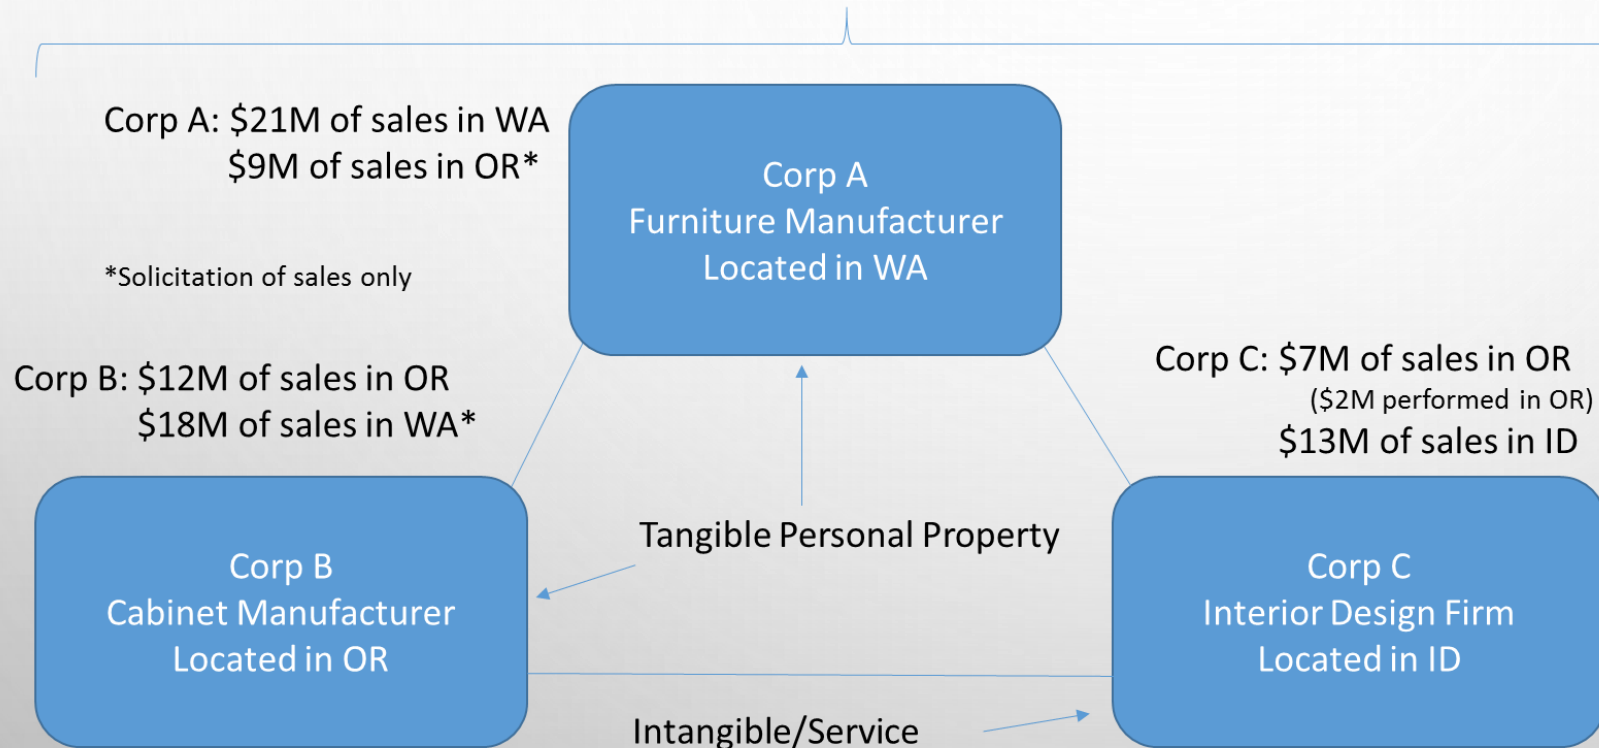 Corp A: $21M of sales in WA
$9M of sales in OR*
Corp A
Furniture Manufacturer
Located in WA
*Solicitation of sales only
Corp B: $12M of sales in OR
$18M of sales in WA*
Corp C: $7M of sales in OR
($2M performed in OR)
$13M of sales in ID
Tangible Personal Property
Corp B
Cabinet Manufacturer
Located in OR
Corp C
Interior Design Firm
Located in ID
Intangible/Service